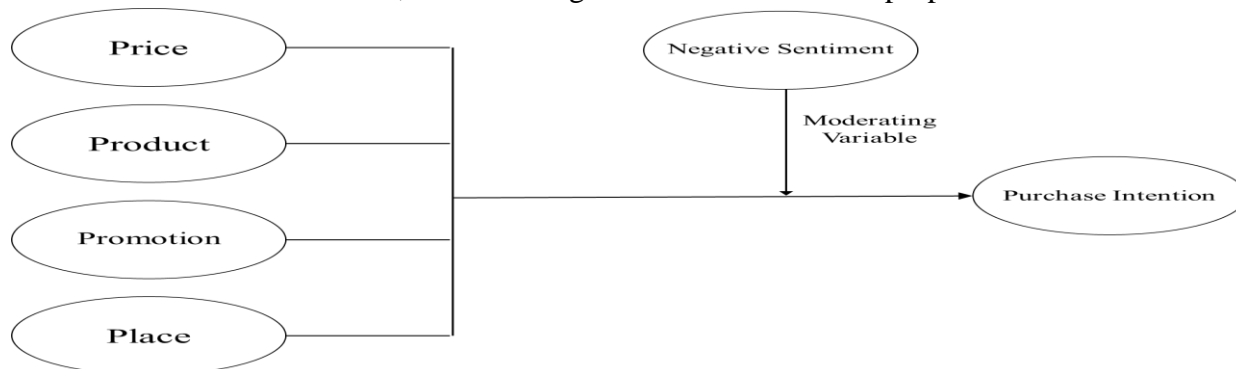 Price
Negative Sentiment
Product
Moderating
Variable
Purchase Intention
Promotion
Place